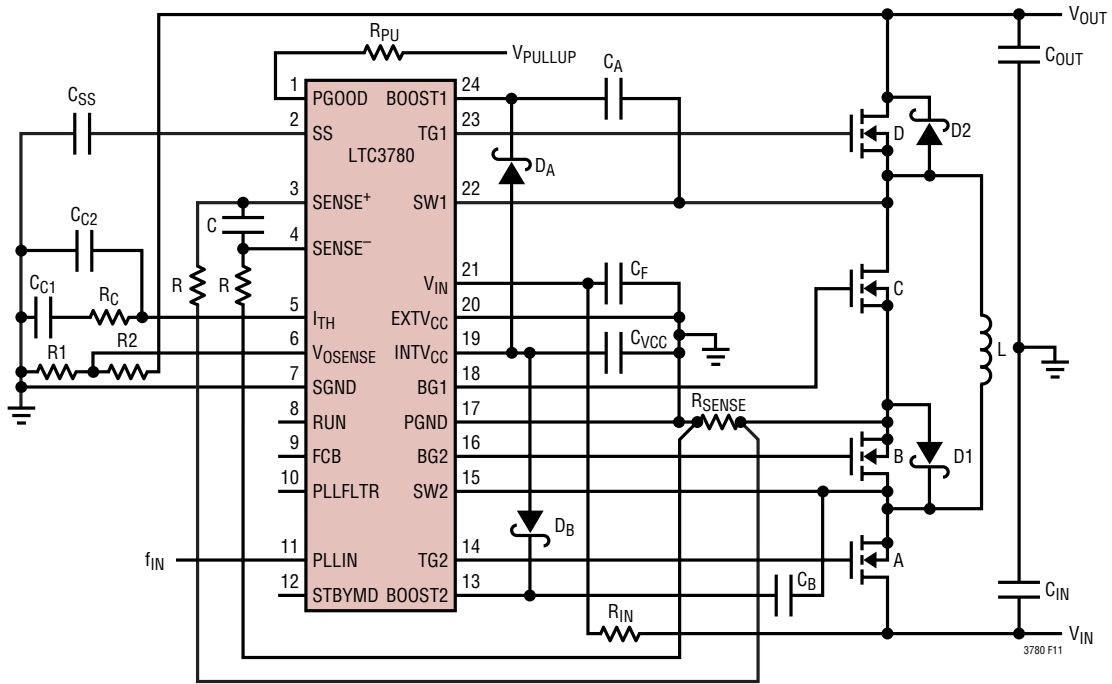 VOUT
RPU
VPULLUP
CA
COUT
CSS
1 PGOOD BOOST1 24
2 SS TG1 23
LTC3780
D D2
DA
3 SENSE+ SW1 22
C
4 SENSE−
CC2
R R
VIN 21
CF
C
CC1 RC
5 ITH EXTVCC 20
R1 R2
6 VOSENSE INTVCC 19
CVCC
L
7 SGND BG1 18
8 RUN PGND 17
RSENSE
9 FCB BG2 16
B D1
10 PLLFLTR SW2 15
DB
fIN
11 PLLIN TG2 14
A
12 STBYMD BOOST2 13
CB
CIN
RIN
VIN
3780 F11